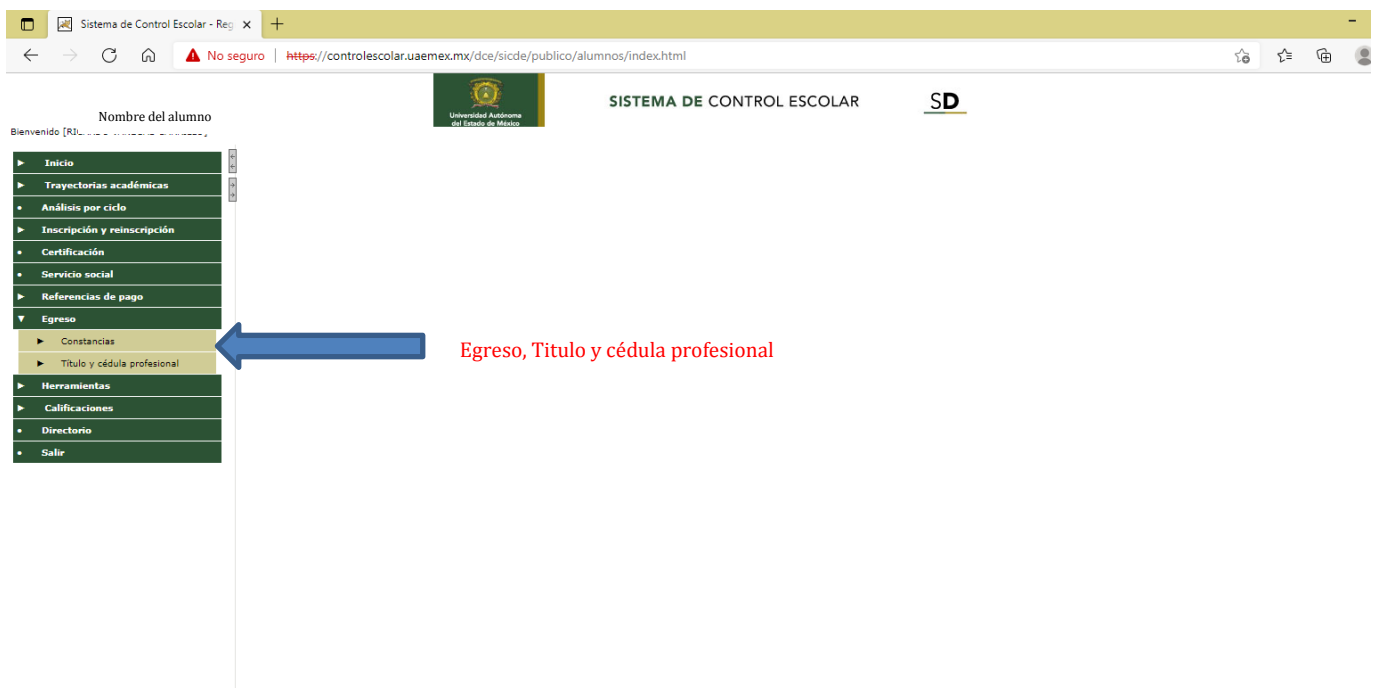 Sistema de Control Escolar - Reg
No seguro | https://controlescolar.uaemex.mx/dce/sicde/publico/alumnos/index.html
Universidad Autónoma
del Estado de México
SISTEMA DE CONTROL ESCOLAR
SD
Nombre del alumno
Bienvenido
Inicio
Trayectorias académicas
Análisis por ciclo
Inscripción y reinscripción
Certificación
Servicio social
Referencias de pago
Egreso
Constancias
Título y cédula profesional
Egreso, Titulo y cédula profesional
Herramientas
Calificaciones
Directorio
Salir